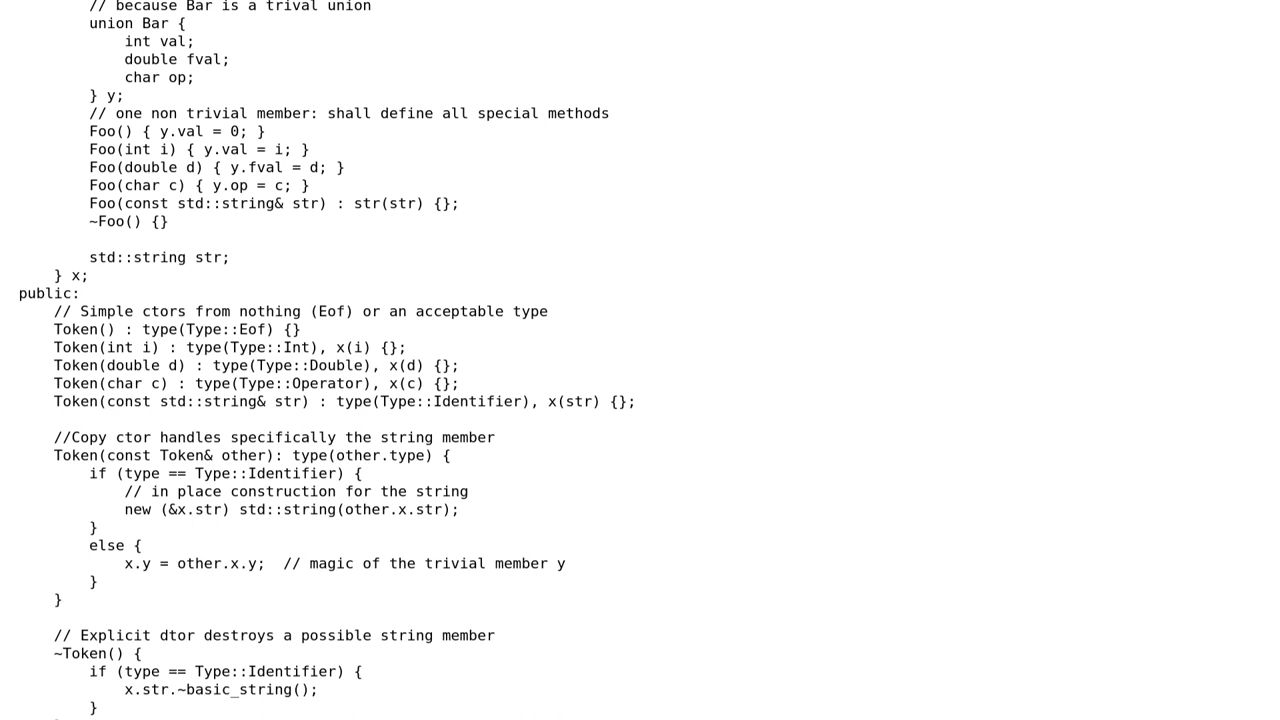 // because Bar is a trival union
union Bar {
int val;
double fval;
char op;
} y;
// one non trivial member: shall define all special methods
Foo() { y.val = 0; }
Foo(int i) { y.val = i; }
Foo(double d) { y.fval = d; }
Foo(char c) { y.op = c; }
Foo(const std::string& str) : str(str) {};
~Foo() {}
std::string str;
} x;
public:
// Simple ctors from nothing (Eof) or an acceptable type
Token() : type(Type::Eof) {}
Token(int i) : type(Type::Int), x(i) {};
Token(double d) : type(Type::Double), x(d) {};
Token(char c) : type(Type::Operator), x(c) {};
Token(const std::string& str) : type(Type::Identifier), x(str) {};
//Copy ctor handles specifically the string member
Token(const Token& other): type(other.type) {
if (type == Type::Identifier) {
// in place construction for the string
new (&x.str) std::string(other.x.str);
}
else {
x.y = other.x.y;  // magic of the trivial member y
}
}
// Explicit dtor destroys a possible string member
~Token() {
if (type == Type::Identifier) {
x.str.~basic_string();
}